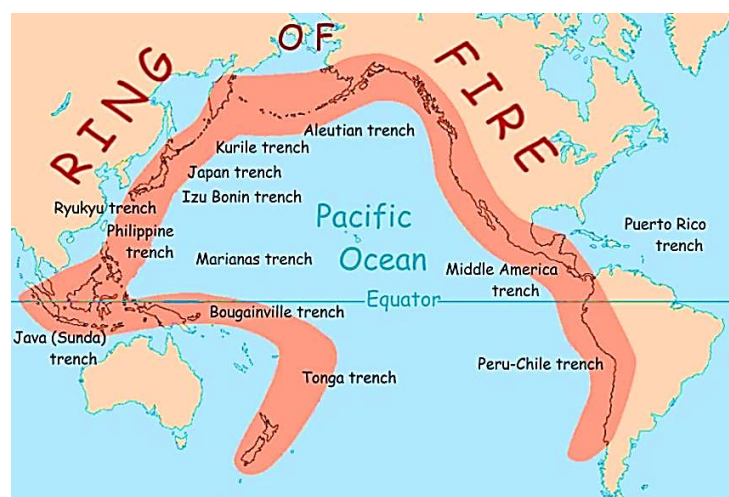 RING OF FIRE
Aleutian trench
Kurile trench
Japan trench
Izu Bonin trench
Ryukyu trench
Philippine
trench
Marianas trench
Pacific
Ocean
Puerto Rico
trench
Middle America
trench
Equator
Bougainville trench
Java (Sunda)
trench
Tonga trench
Peru-Chile trench